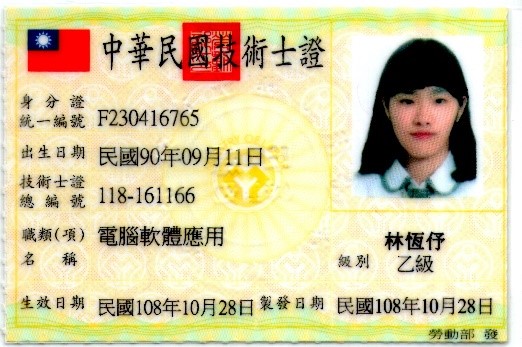 中華民國技術士證
身分證
統一編號 F230416765
出生日期 民國90年09月11日
技術士證
總編號 118-161166
職類(項) 電腦軟體應用
名稱
林恆伃
級別 乙級
生效日期 民國108年10月28日 製發日期 民國108年10月28日
勞動部 發